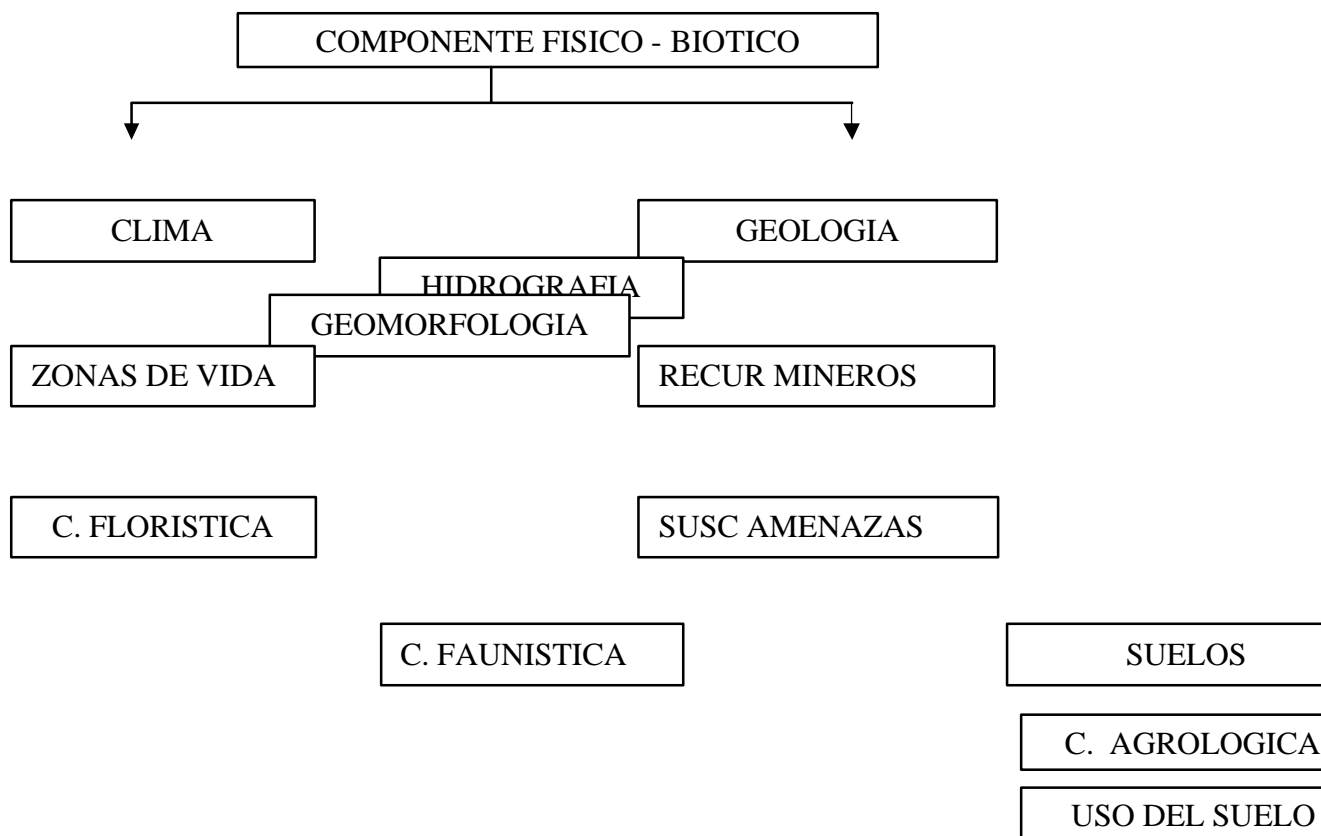 COMPONENTE FISICO - BIOTICO
CLIMA
GEOLOGIA
HIDROGRAFIA
GEOMORFOLOGIA
ZONAS DE VIDA
RECUR MINEROS
C. FLORISTICA
SUSC AMENAZAS
C. FAUNISTICA
SUELOS
C. AGROLOGICA
USO DEL SUELO